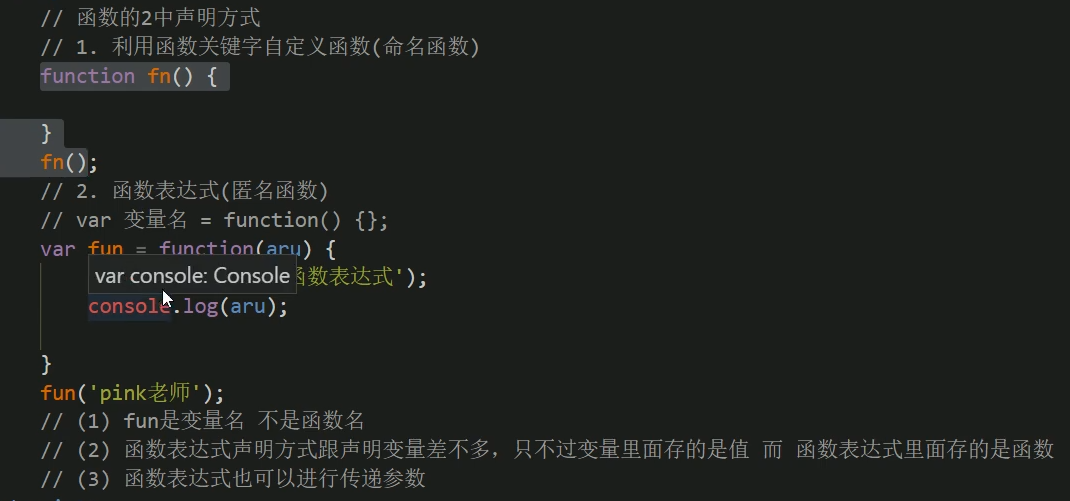 // 函数的2中声明方式
// 1. 利用函数关键字自定义函数(命名函数)
function fn() {
}
fn();
// 2. 函数表达式(匿名函数)
// var 变量名 = function() {};
var fun = function(aru) {
var console: Console
函数表达式');
console.log(aru);
}
fun('pink老师');
// (1) fun是变量名 不是函数名
// (2) 函数表达式声明方式跟声明变量差不多，只不过变量里面存的是值 而 函数表达式里面存的是函数
// (3) 函数表达式也可以进行传递参数